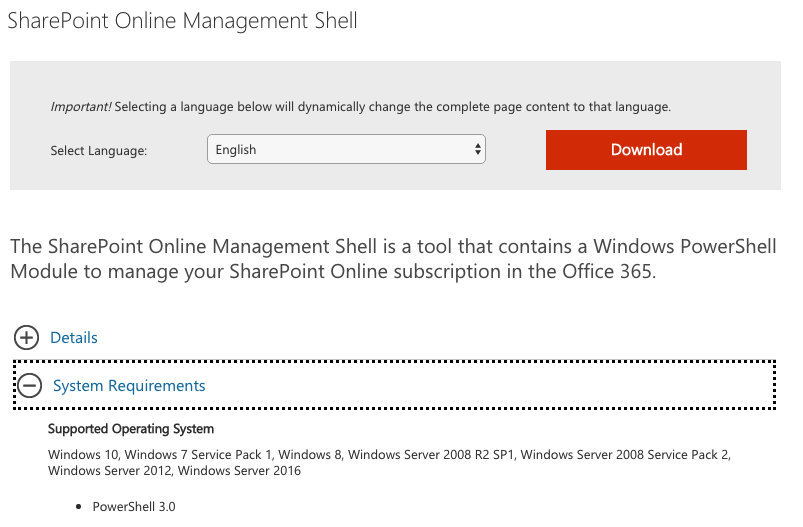 SharePoint Online Management Shell
Important! Selecting a language below will dynamically change the complete page content to that language.
Select Language:
English
Download
The SharePoint Online Management Shell is a tool that contains a Windows PowerShell
Module to manage your SharePoint Online subscription in the Office 365.
Details
System Requirements
Supported Operating System
Windows 10, Windows 7 Service Pack 1, Windows 8, Windows Server 2008 R2 SP1, Windows Server 2008 Service Pack 2,
Windows Server 2012, Windows Server 2016
• PowerShell 3.0